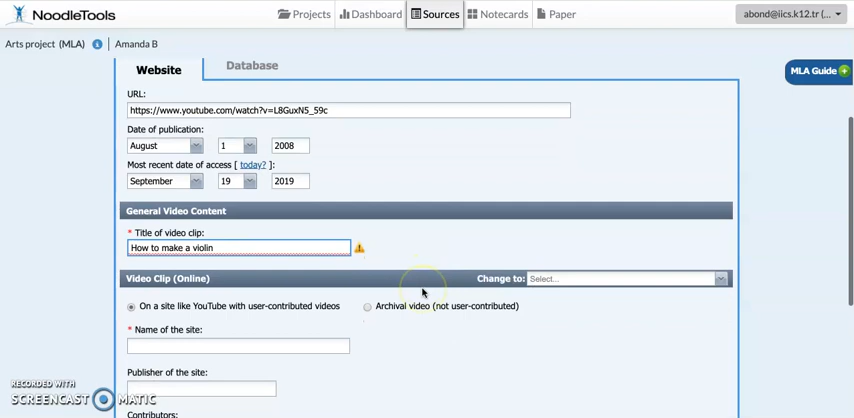 NoodleTools Projects Dashboard Sources Notecards Paper abond@iics.k12.tr (...
Arts project (MLA) Amanda B
Website Database
MLA Guide
URL:
https://www.youtube.com/watch?v=L8GuxN5_59c
Date of publication:
August 1 2008
Most recent date of access [ today? ]:
September 19 2019
General Video Content
* Title of video clip:
How to make a violin
Video Clip (Online) Change to: Select...
On a site like YouTube with user-contributed videos Archival video (not user-contributed)
* Name of the site:
Publisher of the site:
RECORDED WITH
SCREENCAST MATIC
Contributors: